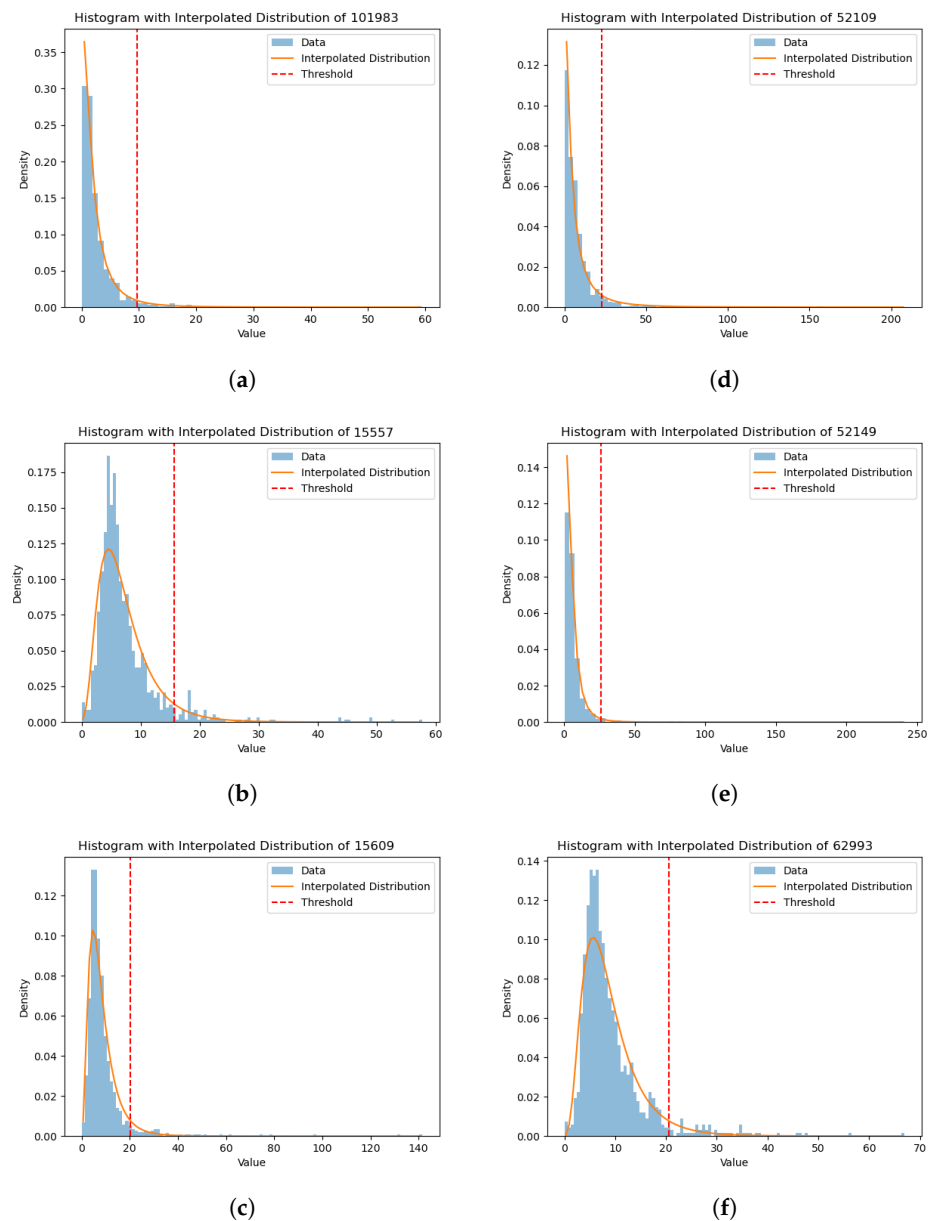 Histogram with Interpolated Distribution of 101983
Data
Interpolated Distribution
Threshold
0.35
0.30
0.25
0.20
0.15
0.10
0.05
0.00
Density
0 10 20 30 40 50 60
Value
(a)
Histogram with Interpolated Distribution of 52109
Data
Interpolated Distribution
Threshold
0.12
0.10
0.08
0.06
0.04
0.02
0.00
Density
0 50 100 150 200
Value
(d)
Histogram with Interpolated Distribution of 15557
Data
Interpolated Distribution
Threshold
0.175
0.150
0.125
0.100
0.075
0.050
0.025
0.000
Density
0 10 20 30 40 50 60
Value
(b)
Histogram with Interpolated Distribution of 52149
Data
Interpolated Distribution
Threshold
0.14
0.12
0.10
0.08
0.06
0.04
0.02
0.00
Density
0 50 100 150 200 250
Value
(e)
Histogram with Interpolated Distribution of 15609
Data
Interpolated Distribution
Threshold
0.12
0.10
0.08
0.06
0.04
0.02
0.00
Density
0 20 40 60 80 100 120 140
Value
(c)
Histogram with Interpolated Distribution of 62993
Data
Interpolated Distribution
Threshold
0.14
0.12
0.10
0.08
0.06
0.04
0.02
0.00
Density
0 10 20 30 40 50 60 70
Value
(f)